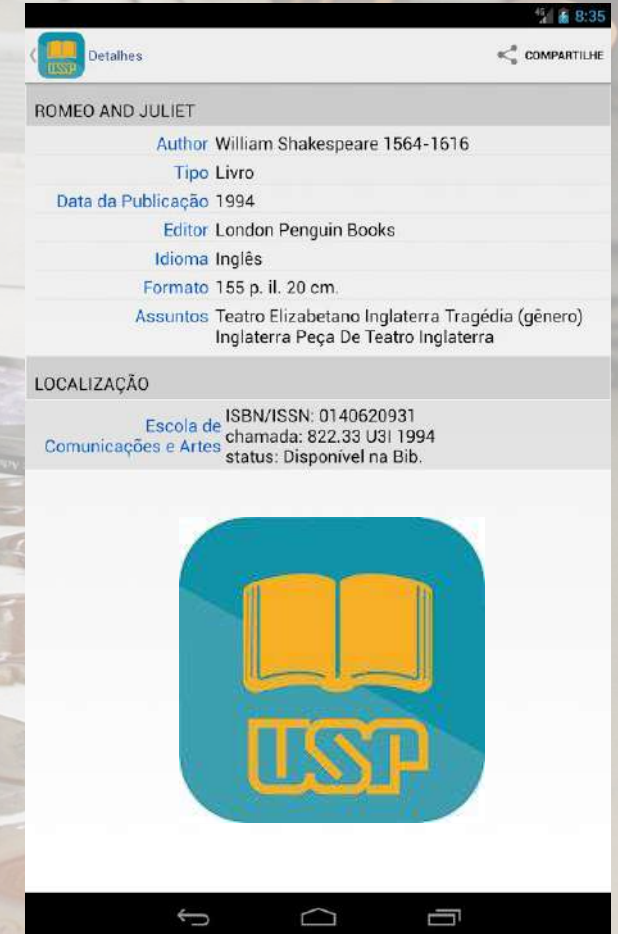 4G 8:35
USP Detalhes COMPARTILHE
ROMEO AND JULIET
Author William Shakespeare 1564-1616
Tipo Livro
Data da Publicação 1994
Editor London Penguin Books
Idioma Inglês
Formato 155 p. il. 20 cm.
Assuntos Teatro Elizabetano Inglaterra Tragédia (gênero)
Inglaterra Peça De Teatro Inglaterra
LOCALIZAÇÃO
Escola de
Comunicações e Artes
ISBN/ISSN: 0140620931
chamada: 822.33 U3I 1994
status: Disponível na Bib.
USP